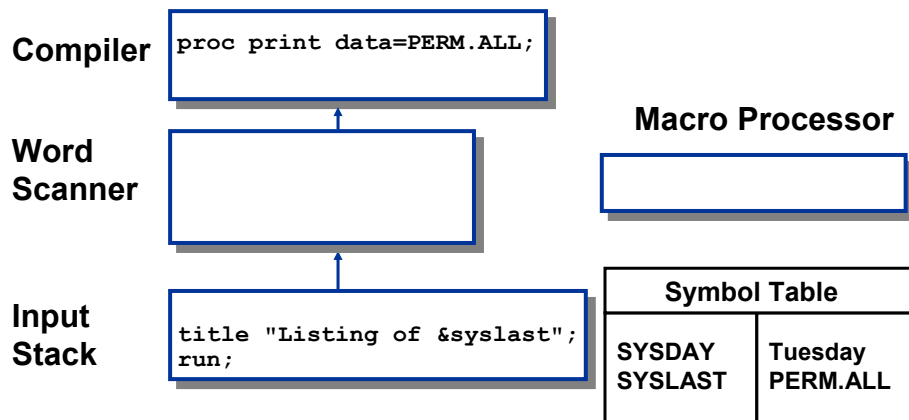 Compiler
proc print data=PERM.ALL;
Word
Scanner
Macro Processor
Input
Stack
title "Listing of &syslast";
run;
Symbol Table
SYSDAY Tuesday
SYSLAST PERM.ALL